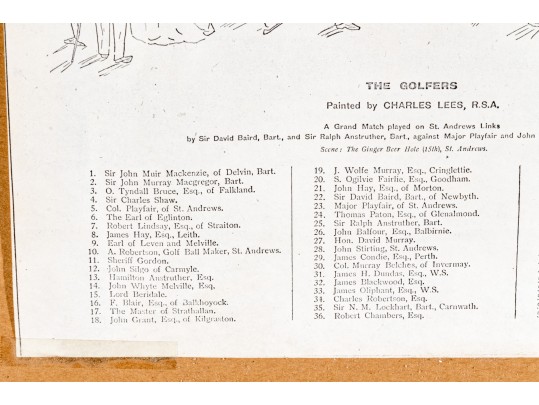 THE GOLFERS
Painted by CHARLES LEES, R.S.A.
A Grand Match played on St. Andrews Links
by Sir David Baird, Bart., and Sir Ralph Anstruther, Bart., against Major Playfair and John
Scene: The Ginger Beer Hole (15th), St. Andrews.
1. Sir John Muir Mackenzie, of Delvin, Bart.
2. Sir John Murray Macgregor, Bart.
3. O. Tyndall Bruce, Esq., of Falkland.
4. Sir Charles Shaw.
5. Col. Playfair, of St. Andrews.
6. The Earl of Eglinton.
7. Robert Lindsay, Esq., of Straiton.
8. James Hay, Esq., Leith.
9. Earl of Leven and Melville.
10. A. Robertson, Golf Ball Maker, St. Andrews.
11. Sheriff Gordon.
12. John Sligo of Carmyle.
13. Hamilton Anstruther, Esq.
14. John Whyte Melville, Esq.
15. Lord Beridale.
16. F. Blair, Esq., of Balthoyock.
17. The Master of Strathallan.
18. John Grant, Esq., of Kilgraston.
19. J. Wolfe Murray, Esq., Cringlettie.
20. S. Ogilvie Fairlie, Esq., Goodham.
21. John Hay, Esq., of Morton.
22. Sir David Baird, Bart., of Newbyth.
23. Major Playfair, of St. Andrews.
24. Thomas Paton, Esq., of Glenalmond.
25. Sir Ralph Anstruther, Bart.
26. John Balfour, Esq., Balbirnie.
27. Hon. David Murray.
28. John Stirling, St. Andrews.
29. James Condie, Esq., Perth.
30. Col. Murray Belches, of Invermay.
31. James H. Dundas, Esq., W.S.
32. James Blackwood, Esq.
33. James Oliphant, Esq., W.S.
34. Charles Robertson, Esq.
35. Sir N. M. Lockhart, Bart., Carnwath.
36. Robert Chambers, Esq.